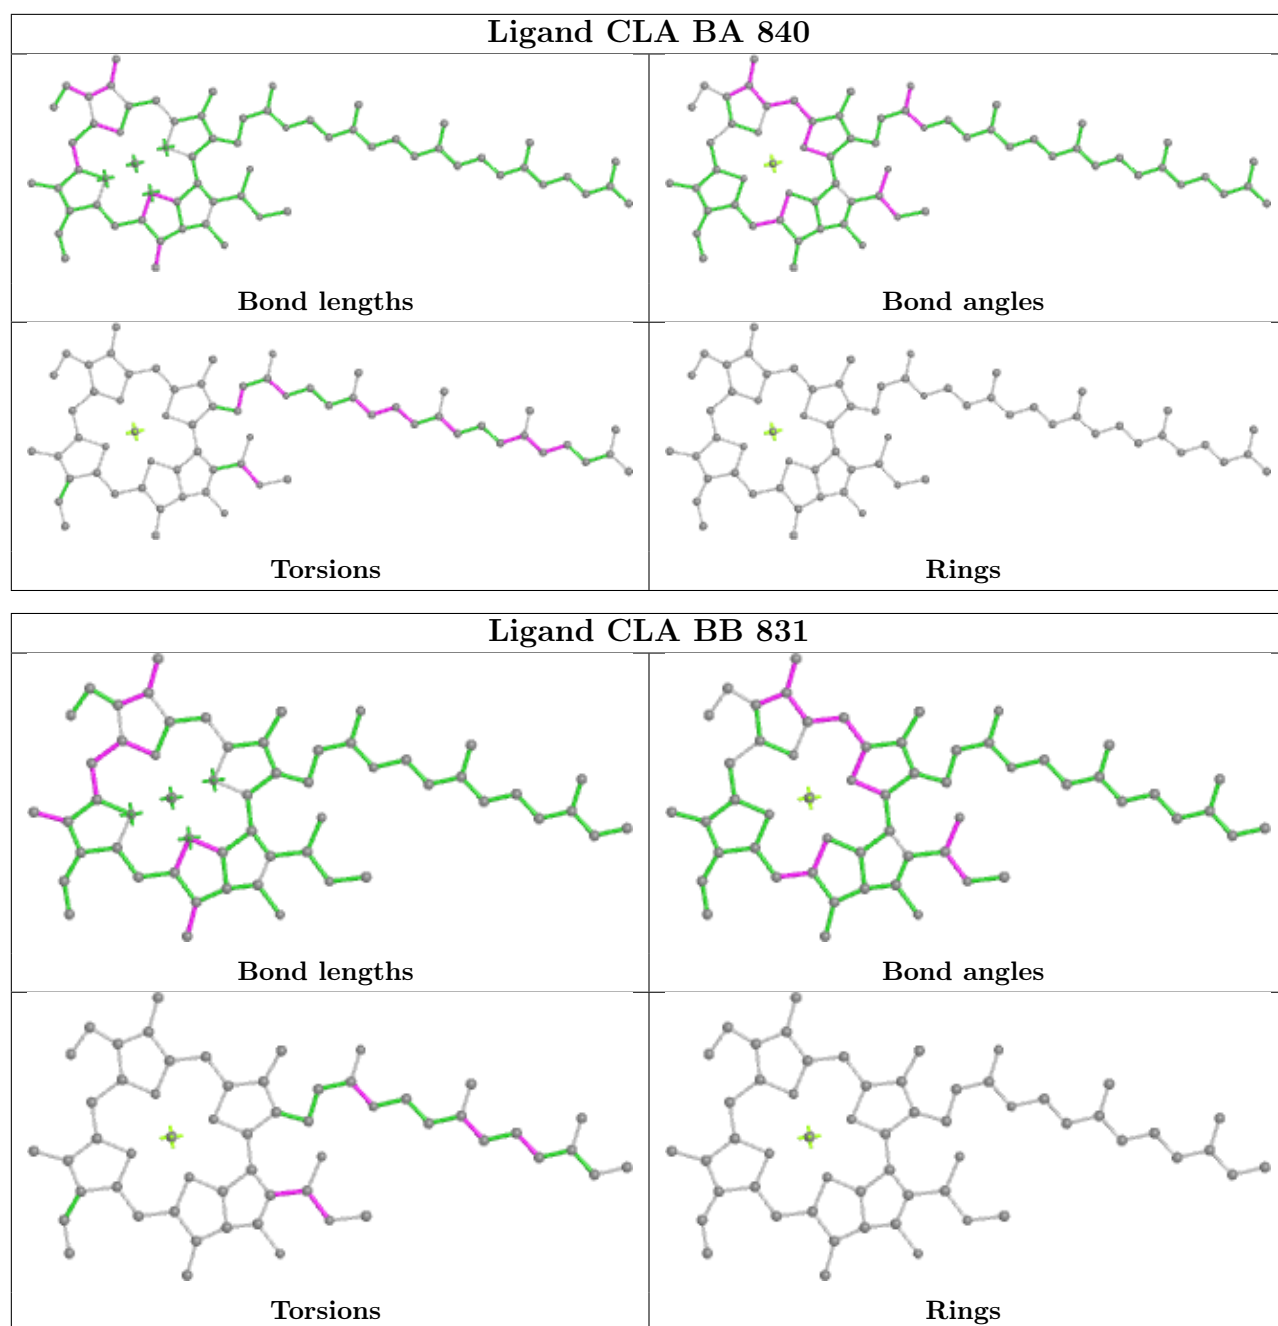 Ligand CLA BA 840
Bond lengths
Bond angles
Torsions
Rings
Ligand CLA BB 831
Bond lengths
Bond angles
Torsions
Rings